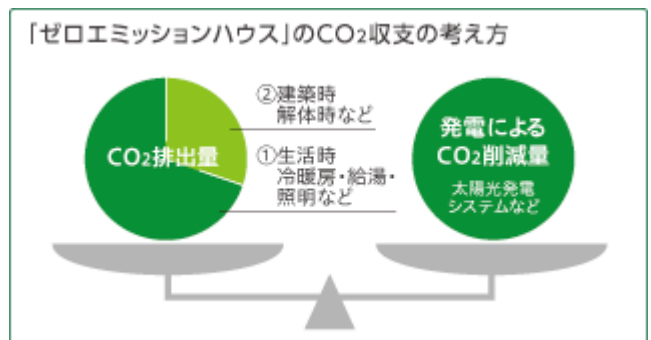 「ゼロエミッションハウス」のCO2収支の考え方
CO2排出量
②建築時
解体時など
①生活時
冷暖房・給湯・
照明など
発電による
CO2削減量
太陽光発電
システムなど